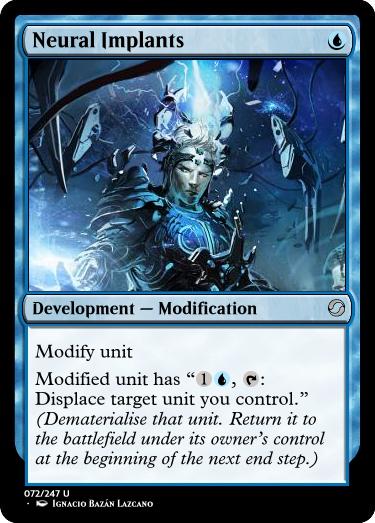 Neural Implants
Development — Modification
Modify unit
Modified unit has “1, :
Displace target unit you control.”
(Dematerialise that unit. Return it to
the battlefield under its owner’s control
at the beginning of the next end step.)
072/247 U
· Ignacio Bazán Lazcano